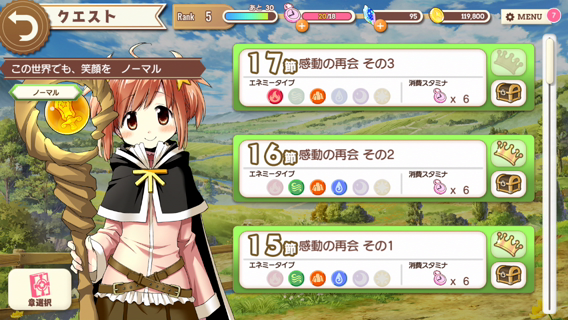 クエスト
Rank 5
あと 30
20/18
95
119,800
MENU
?
この世界でも、笑顔を ノーマル
ノーマル
章選択
17節 感動の再会 その3
エネミータイプ
消費スタミナ
x 6
16節 感動の再会 その2
エネミータイプ
消費スタミナ
x 6
15節 感動の再会 その1
エネミータイプ
消費スタミナ
x 6